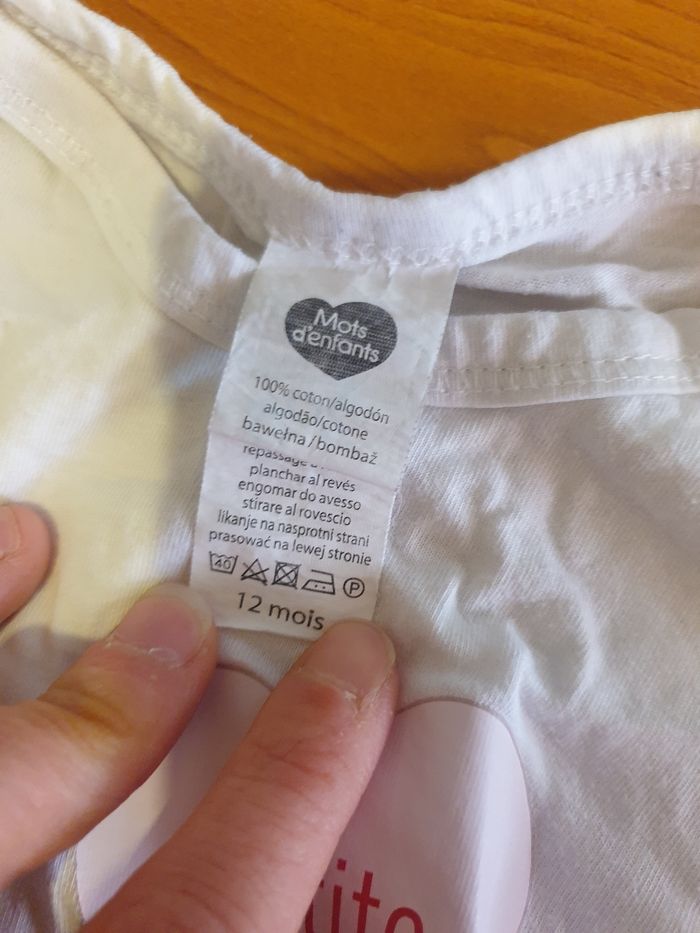 Mots
d'enfants
100% coton/algodón
algodão/cotone
bawełna/bombaž
repassage
planchar al revés
engomar do avesso
stirare al rovescio
likanje na nasprotni strani
prasować na lewej stronie
40 P
12 mois